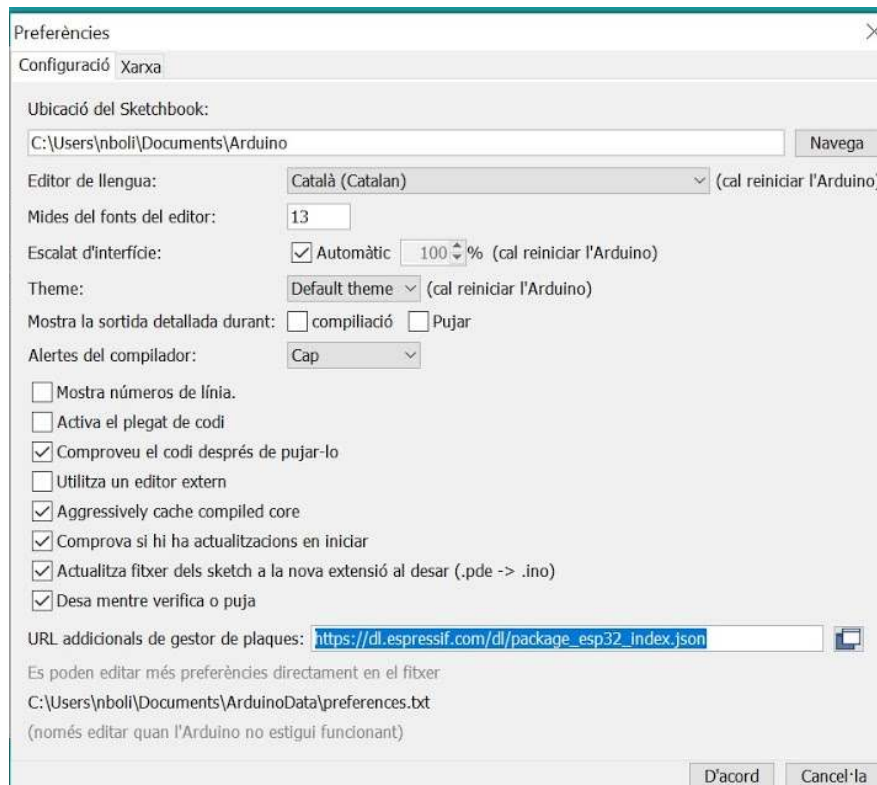 Preferències
Configuració Xarxa
Ubicació del Sketchbook:
C:\Users\nboli\Documents\Arduino Navega
Editor de llengua: Català (Catalan) (cal reiniciar l'Arduino)
Mides del fonts del editor: 13
Escalat d'interfície: Automàtic 100 % (cal reiniciar l'Arduino)
Theme: Default theme (cal reiniciar l'Arduino)
Mostra la sortida detallada durant: compiliació Pujar
Alertes del compilador: Cap
Mostra números de línia.
Activa el plegat de codi
Comproveu el codi després de pujar-lo
Utilitza un editor extern
Aggressively cache compiled core
Comprova si hi ha actualitzacions en iniciar
Actualitza fitxer dels sketch a la nova extensió al desar (.pde -> .ino)
Desa mentre verifica o puja
URL addicionals de gestor de plaques: https://dl.espressif.com/dl/package_esp32_index.json
Es poden editar més preferències directament en el fitxer
C:\Users\nboli\Documents\ArduinoData\preferences.txt
(només editar quan l'Arduino no estigui funcionant)
D'acord Cancel·la